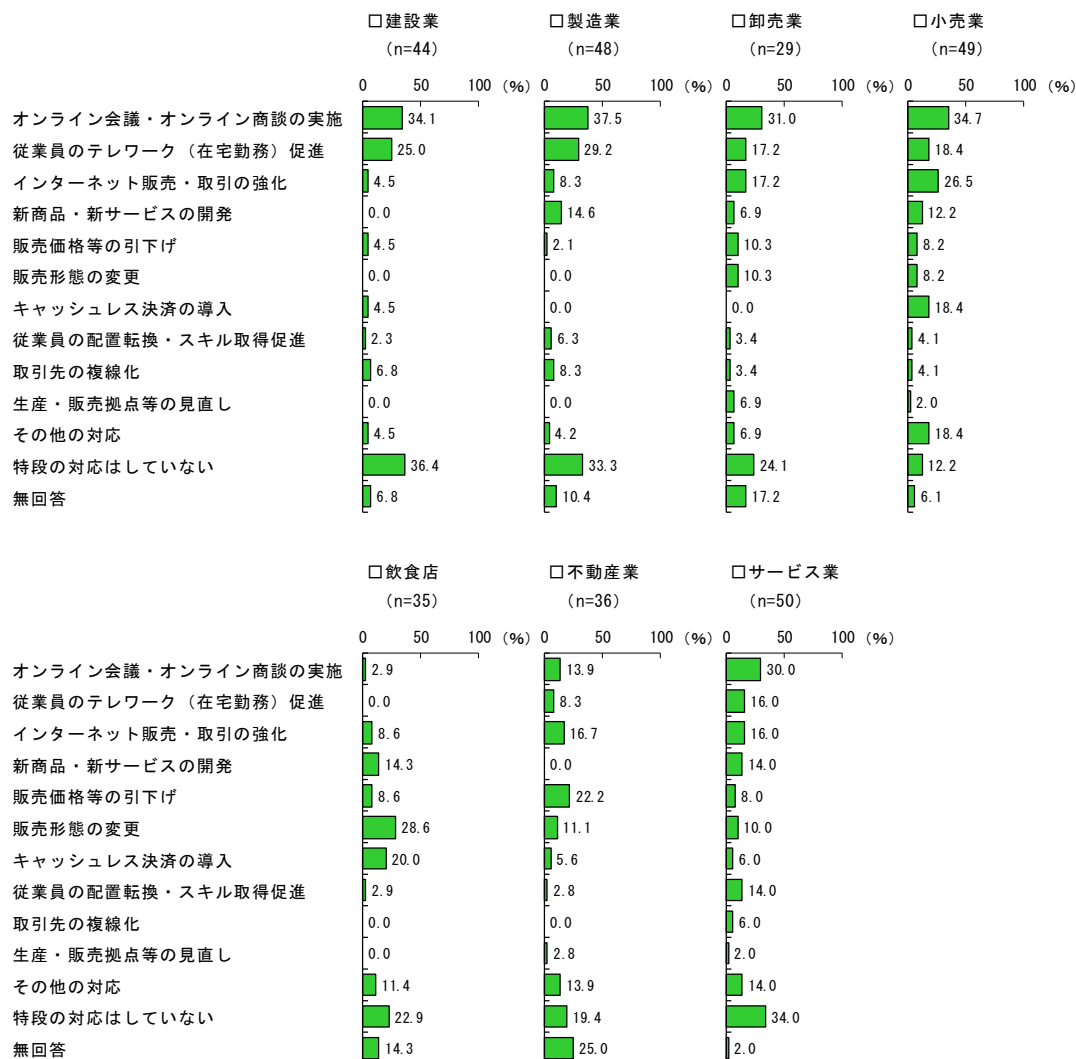 □建設業 □製造業 □卸売業 □小売業
(n=44) (n=48) (n=29) (n=49)
0 50 100 (%) 0 50 100 (%) 0 50 100 (%) 0 50 100 (%)
オンライン会議・オンライン商談の実施 34.1 37.5 31.0 34.7
従業員のテレワーク（在宅勤務）促進 25.0 29.2 17.2 18.4
インターネット販売・取引の強化 4.5 8.3 17.2 26.5
新商品・新サービスの開発 0.0 14.6 6.9 12.2
販売価格等の引下げ 4.5 2.1 10.3 8.2
販売形態の変更 0.0 0.0 10.3 8.2
キャッシュレス決済の導入 4.5 0.0 0.0 18.4
従業員の配置転換・スキル取得促進 2.3 6.3 3.4 4.1
取引先の複線化 6.8 8.3 3.4 4.1
生産・販売拠点等の見直し 0.0 0.0 6.9 2.0
その他の対応 4.5 4.2 6.9 18.4
特段の対応はしていない 36.4 33.3 24.1 12.2
無回答 6.8 10.4 17.2 6.1
□飲食店 □不動産業 □サービス業
(n=35) (n=36) (n=50)
0 50 100 (%) 0 50 100 (%) 0 50 100 (%)
オンライン会議・オンライン商談の実施 2.9 13.9 30.0
従業員のテレワーク（在宅勤務）促進 0.0 8.3 16.0
インターネット販売・取引の強化 8.6 16.7 16.0
新商品・新サービスの開発 14.3 0.0 14.0
販売価格等の引下げ 8.6 22.2 8.0
販売形態の変更 28.6 11.1 10.0
キャッシュレス決済の導入 20.0 5.6 6.0
従業員の配置転換・スキル取得促進 2.9 2.8 14.0
取引先の複線化 0.0 0.0 6.0
生産・販売拠点等の見直し 0.0 2.8 2.0
その他の対応 11.4 13.9 14.0
特段の対応はしていない 22.9 19.4 34.0
無回答 14.3 25.0 2.0